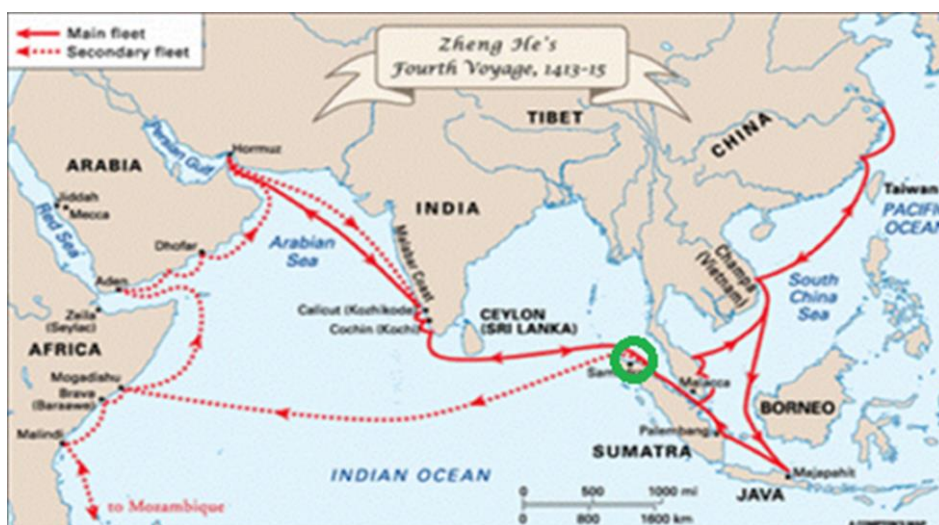 Main fleet
Secondary fleet
Zheng He's
Fourth Voyage, 1413-15
TIBET
CHINA
Persian Gulf
Hormuz
ARABIA
Taiwan
Jiddah
Mecca
INDIA
PACIFIC
OCEAN
Red Sea
Dhofar
Arabian
Sea
Malabar Coast
Champa
(Vietnam)
South
China
Sea
Aden
Calicut (Kozhikode)
Cochin (Kochi)
CEYLON
(SRI LANKA)
Zeila
(Seylac)
AFRICA
Mogadishu
Brava
(Baraawe)
Malacca
BORNEO
Malindi
Palembang
SUMATRA
INDIAN OCEAN
Majapahit
JAVA
to Mozambique
0 500 1000 mi
0 800 1600 km